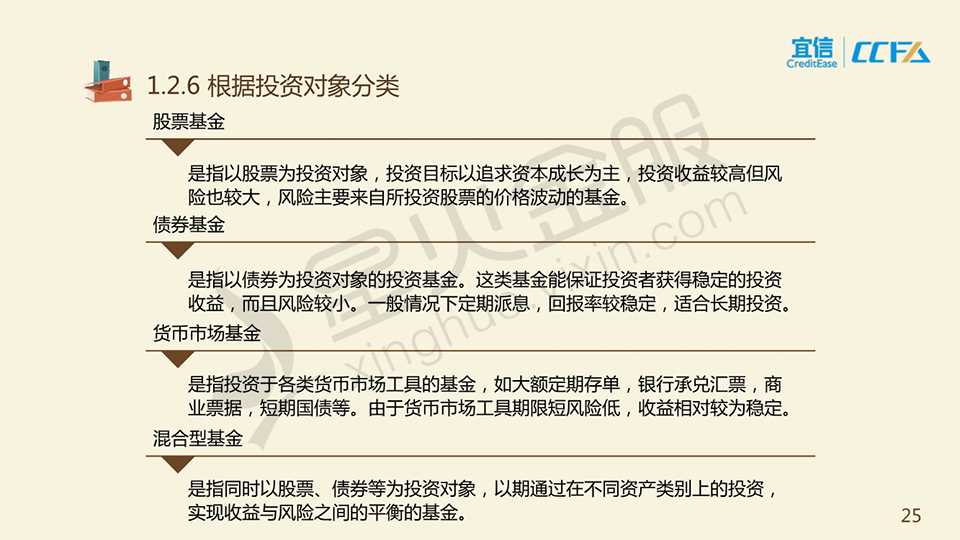 宜信
CreditEase
CCFA
1.2.6 根据投资对象分类
股票基金
是指以股票为投资对象，投资目标以追求资本成长为主，投资收益较高但风
险也较大，风险主要来自所投资股票的价格波动的基金。
债券基金
是指以债券为投资对象的投资基金。这类基金能保证投资者获得稳定的投资
收益，而且风险较小。一般情况下定期派息，回报率较稳定，适合长期投资。
货币市场基金
是指投资于各类货币市场工具的基金，如大额定期存单，银行承兑汇票，商
业票据，短期国债等。由于货币市场工具期限短风险低，收益相对较为稳定。
混合型基金
是指同时以股票、债券等为投资对象，以期通过在不同资产类别上的投资，
实现收益与风险之间的平衡的基金。
星火金服
25